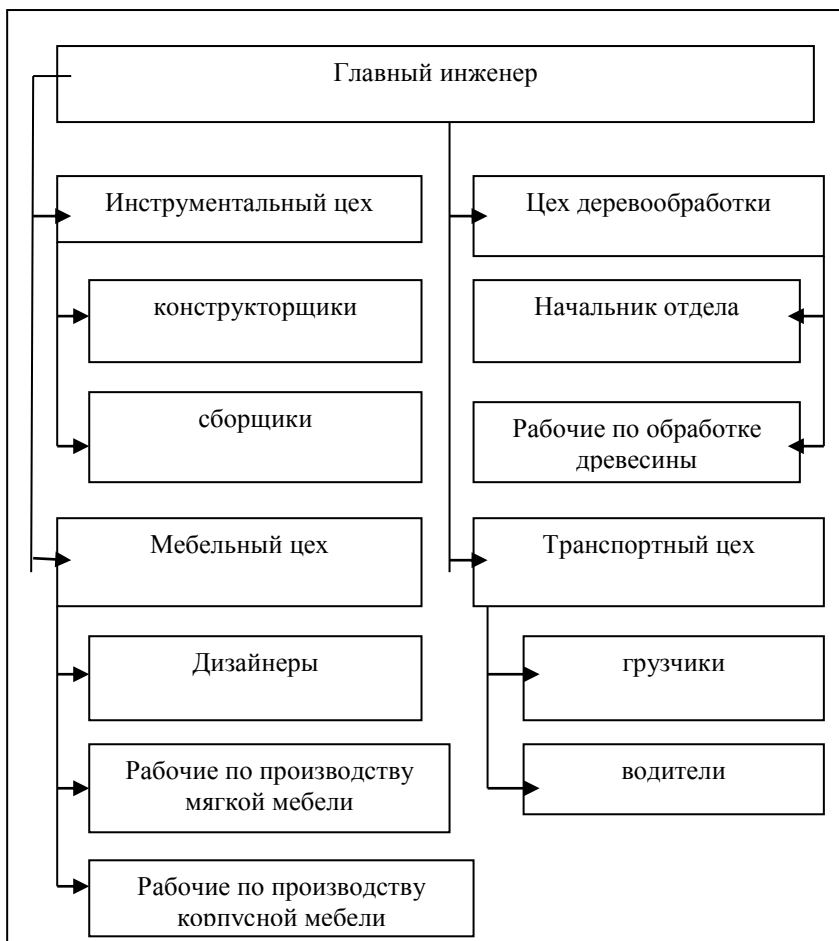 Главный инженер
Инструментальный цех
конструкторщики
сборщики
Мебельный цех
Дизайнеры
Рабочие по производству
мягкой мебели
Рабочие по производству
корпусной мебели
Цех деревообработки
Начальник отдела
Рабочие по обработке
древесины
Транспортный цех
грузчики
водители